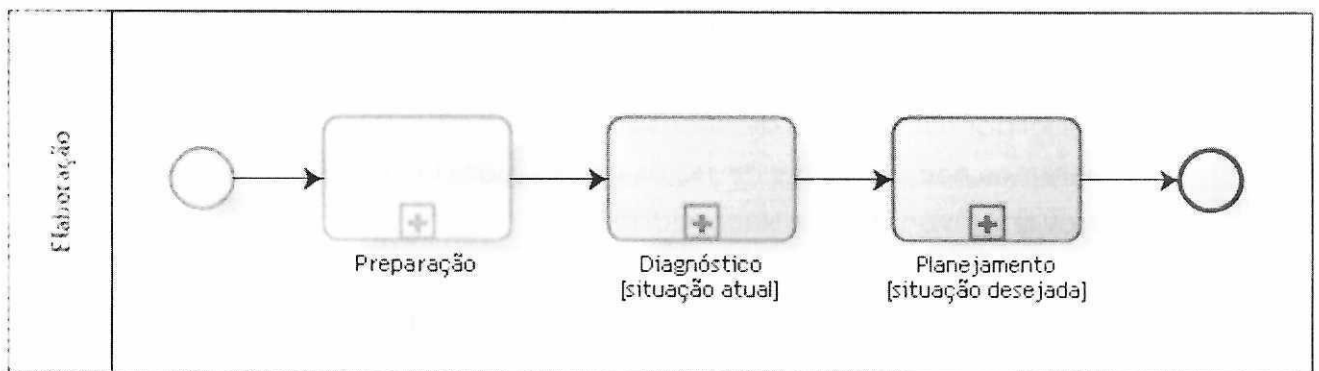 Elaboração
Preparação
Diagnóstico
[situação atual]
Planejamento
[situação desejada]